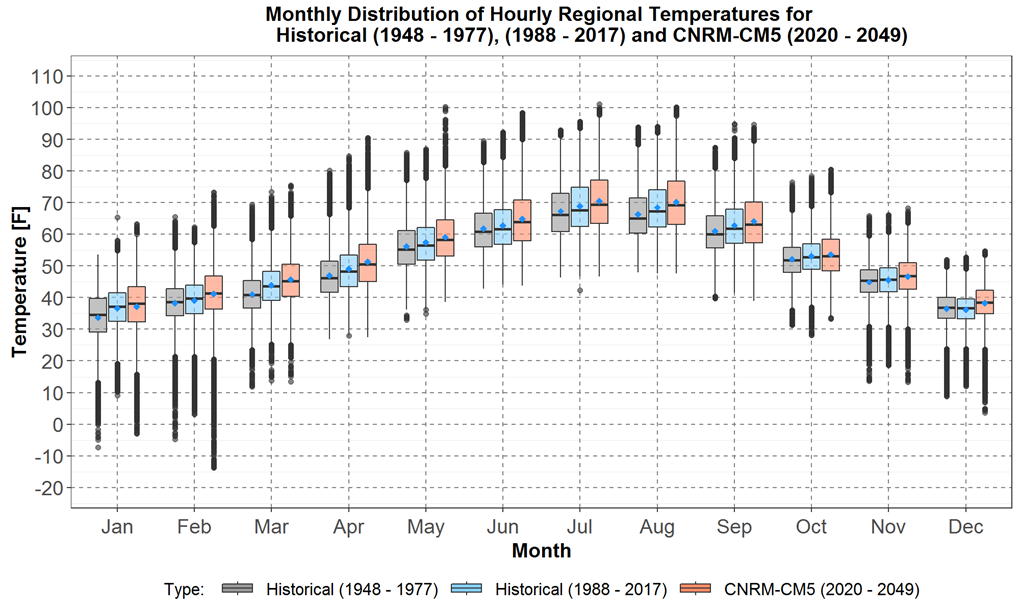 Monthly Distribution of Hourly Regional Temperatures for
Historical (1948 - 1977), (1988 - 2017) and CNRM-CM5 (2020 - 2049)
Temperature [F]
110
100
90
80
70
60
50
40
30
20
10
0
-10
-20
Jan Feb Mar Apr May Jun Jul Aug Sep Oct Nov Dec
Month
Type: Historical (1948 - 1977) Historical (1988 - 2017) CNRM-CM5 (2020 - 2049)